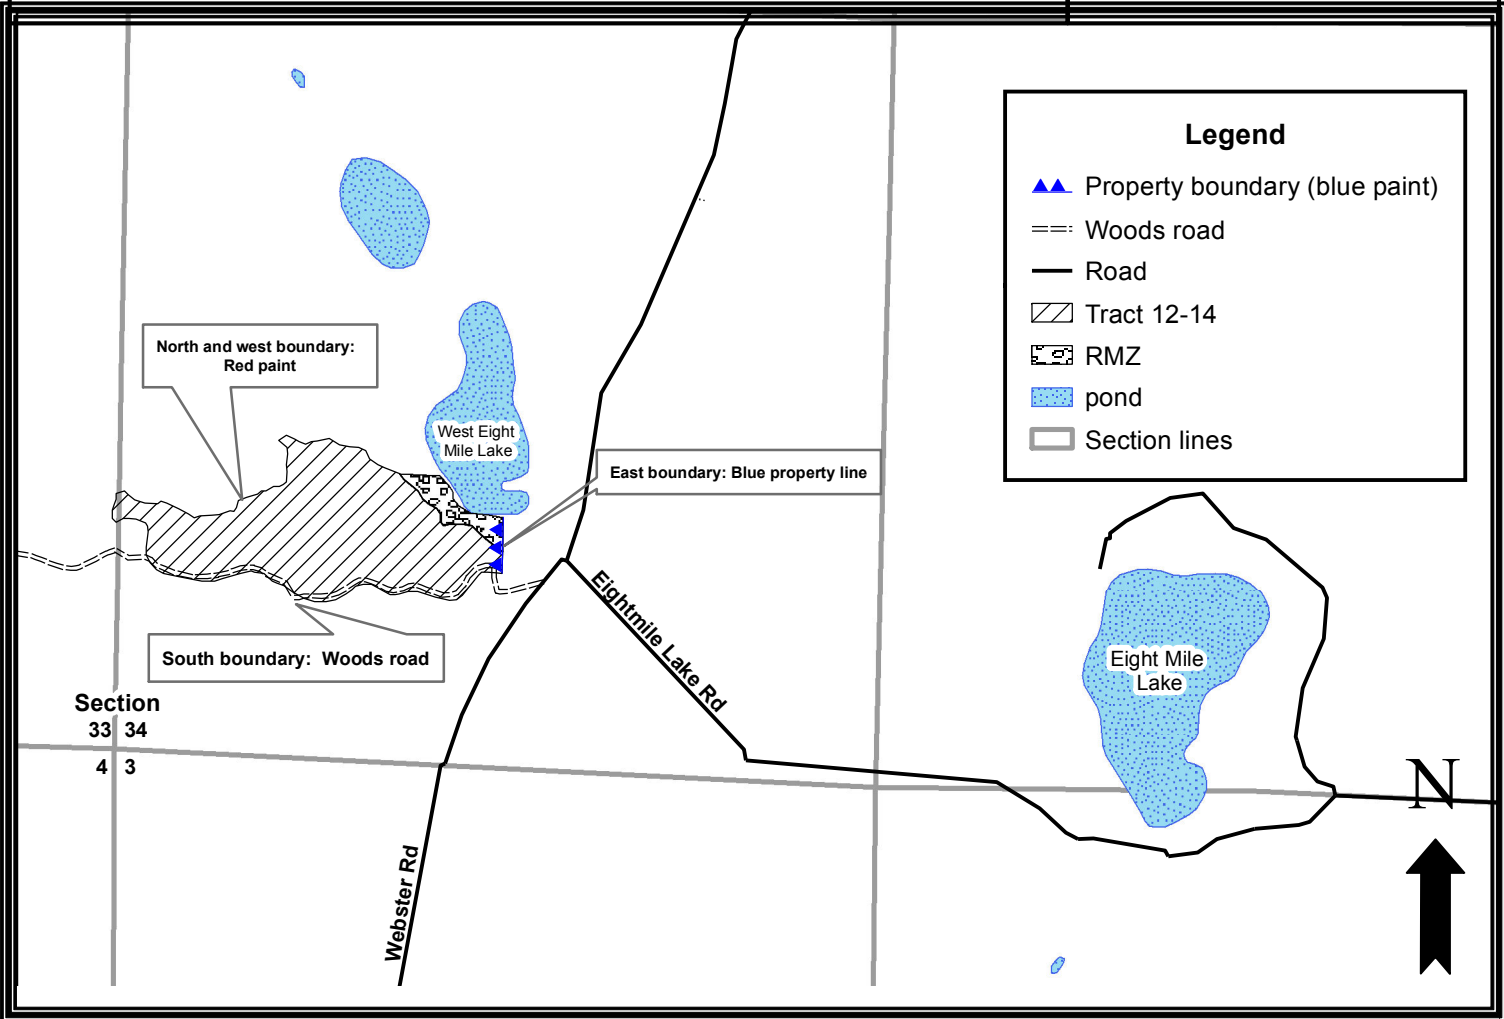 Legend
Property boundary (blue paint)
Woods road
Road
Tract 12-14
RMZ
pond
Section lines
North and west boundary:
Red paint
West Eight
Mile Lake
East boundary: Blue property line
Eightmile Lake Rd
South boundary: Woods road
Eight Mile
Lake
Section
33 34
4 3
N
Webster Rd